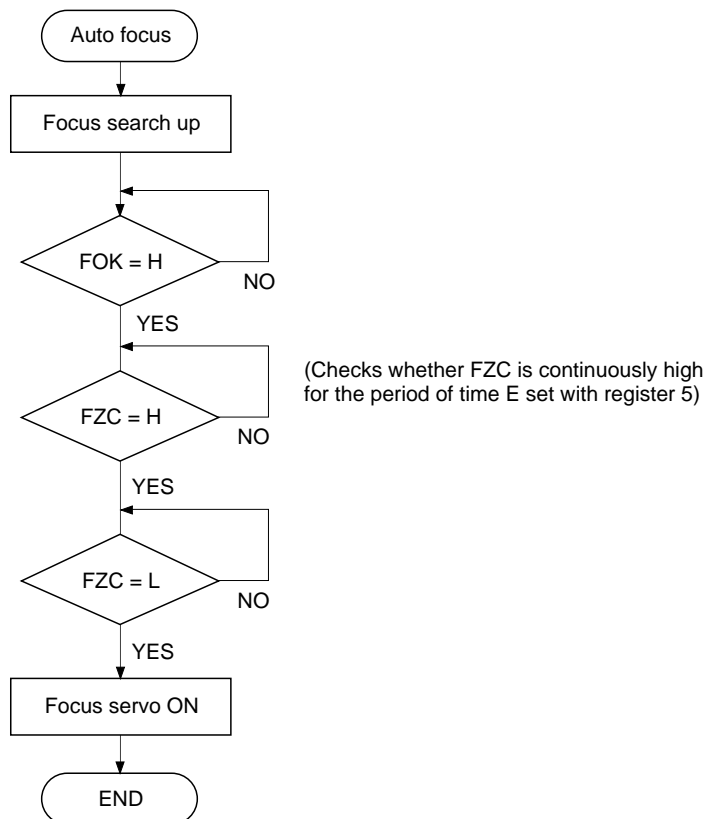 Auto focus
Focus search up
FOK = H
NO
YES
(Checks whether FZC is continuously high
for the period of time E set with register 5)
FZC = H
NO
YES
FZC = L
NO
YES
Focus servo ON
END